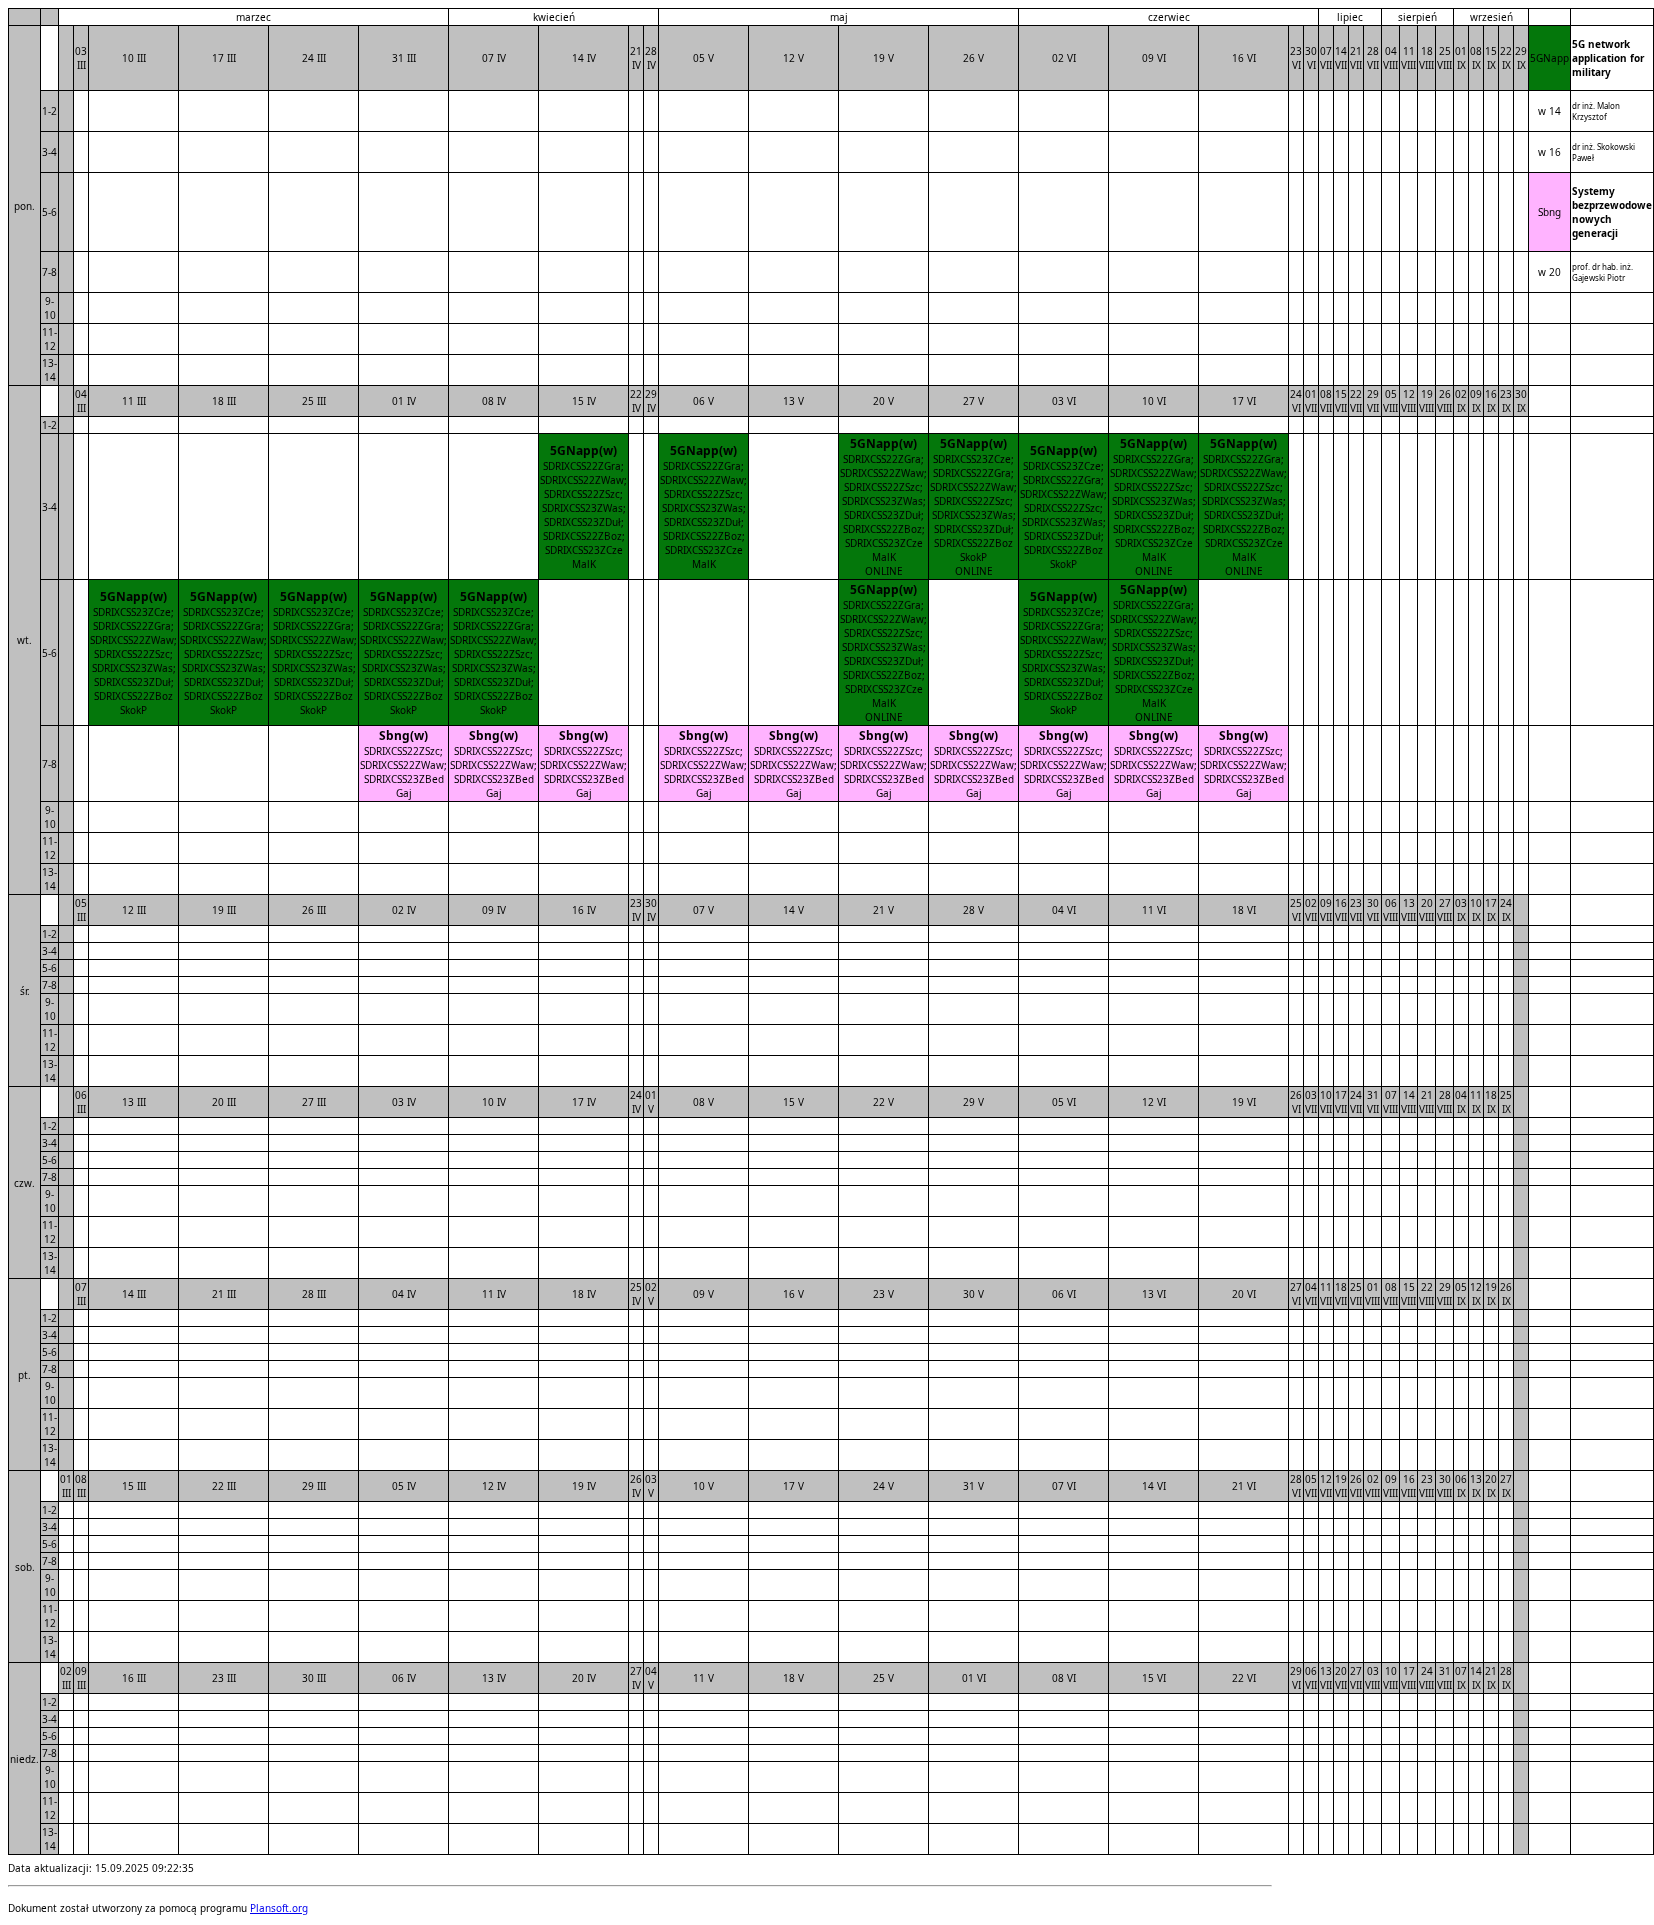 marzec kwiecień maj czerwiec lipiec sierpień wrzesień
03 III 10 III 17 III 24 III 31 III 07 IV 14 IV 21 IV 28 IV 05 V 12 V 19 V 26 V 02 VI 09 VI 16 VI 23 VI 30 VI 07 VII 14 VII 21 VII 28 VII 04 VIII 11 VIII 18 VIII 25 VIII 01 IX 08 IX 15 IX 22 IX 29 IX 5GNapp 5G network application for military
pon.
1-2 w 14 dr inż. Malon Krzysztof
3-4 w 16 dr inż. Skokowski Paweł
5-6 Sbng Systemy bezprzewodowe nowych generacji
7-8 w 20 prof. dr hab. inż. Gajewski Piotr
9-10
11-12
13-14
04 III 11 III 18 III 25 III 01 IV 08 IV 15 IV 22 IV 29 IV 06 V 13 V 20 V 27 V 03 VI 10 VI 17 VI 24 VI 01 VII 08 VII 15 VII 22 VII 29 VII 05 VIII 12 VIII 19 VIII 26 VIII 02 IX 09 IX 16 IX 23 IX 30 IX
wt.
1-2
3-4
5GNapp(w) SDRIXCSS22ZGra; SDRIXCSS22ZWaw; SDRIXCSS22ZSzc; SDRIXCSS23ZWas; SDRIXCSS23ZDuł; SDRIXCSS22ZBoz; SDRIXCSS23ZCze MalK
5GNapp(w) SDRIXCSS22ZGra; SDRIXCSS22ZWaw; SDRIXCSS22ZSzc; SDRIXCSS23ZWas; SDRIXCSS23ZDuł; SDRIXCSS22ZBoz; SDRIXCSS23ZCze MalK
5GNapp(w) SDRIXCSS22ZGra; SDRIXCSS22ZWaw; SDRIXCSS22ZSzc; SDRIXCSS23ZWas; SDRIXCSS23ZDuł; SDRIXCSS22ZBoz; SDRIXCSS23ZCze MalK ONLINE
5GNapp(w) SDRIXCSS23ZCze; SDRIXCSS22ZGra; SDRIXCSS22ZWaw; SDRIXCSS22ZSzc; SDRIXCSS23ZWas; SDRIXCSS23ZDuł; SDRIXCSS22ZBoz SkokP ONLINE
5GNapp(w) SDRIXCSS23ZCze; SDRIXCSS22ZGra; SDRIXCSS22ZWaw; SDRIXCSS22ZSzc; SDRIXCSS23ZWas; SDRIXCSS23ZDuł; SDRIXCSS22ZBoz SkokP
5GNapp(w) SDRIXCSS22ZGra; SDRIXCSS22ZWaw; SDRIXCSS22ZSzc; SDRIXCSS23ZWas; SDRIXCSS23ZDuł; SDRIXCSS22ZBoz; SDRIXCSS23ZCze MalK ONLINE
5GNapp(w) SDRIXCSS22ZGra; SDRIXCSS22ZWaw; SDRIXCSS22ZSzc; SDRIXCSS23ZWas; SDRIXCSS23ZDuł; SDRIXCSS22ZBoz; SDRIXCSS23ZCze MalK ONLINE
5-6
5GNapp(w) SDRIXCSS23ZCze; SDRIXCSS22ZGra; SDRIXCSS22ZWaw; SDRIXCSS22ZSzc; SDRIXCSS23ZWas; SDRIXCSS23ZDuł; SDRIXCSS22ZBoz SkokP
5GNapp(w) SDRIXCSS23ZCze; SDRIXCSS22ZGra; SDRIXCSS22ZWaw; SDRIXCSS22ZSzc; SDRIXCSS23ZWas; SDRIXCSS23ZDuł; SDRIXCSS22ZBoz SkokP
5GNapp(w) SDRIXCSS23ZCze; SDRIXCSS22ZGra; SDRIXCSS22ZWaw; SDRIXCSS22ZSzc; SDRIXCSS23ZWas; SDRIXCSS23ZDuł; SDRIXCSS22ZBoz SkokP
5GNapp(w) SDRIXCSS23ZCze; SDRIXCSS22ZGra; SDRIXCSS22ZWaw; SDRIXCSS22ZSzc; SDRIXCSS23ZWas; SDRIXCSS23ZDuł; SDRIXCSS22ZBoz SkokP
5GNapp(w) SDRIXCSS23ZCze; SDRIXCSS22ZGra; SDRIXCSS22ZWaw; SDRIXCSS22ZSzc; SDRIXCSS23ZWas; SDRIXCSS23ZDuł; SDRIXCSS22ZBoz SkokP
5GNapp(w) SDRIXCSS22ZGra; SDRIXCSS22ZWaw; SDRIXCSS22ZSzc; SDRIXCSS23ZWas; SDRIXCSS23ZDuł; SDRIXCSS22ZBoz; SDRIXCSS23ZCze MalK ONLINE
5GNapp(w) SDRIXCSS23ZCze; SDRIXCSS22ZGra; SDRIXCSS22ZWaw; SDRIXCSS22ZSzc; SDRIXCSS23ZWas; SDRIXCSS23ZDuł; SDRIXCSS22ZBoz SkokP
5GNapp(w) SDRIXCSS22ZGra; SDRIXCSS22ZWaw; SDRIXCSS22ZSzc; SDRIXCSS23ZWas; SDRIXCSS23ZDuł; SDRIXCSS22ZBoz; SDRIXCSS23ZCze MalK ONLINE
7-8
Sbng(w) SDRIXCSS22ZSzc; SDRIXCSS22ZWaw; SDRIXCSS23ZBed Gaj
Sbng(w) SDRIXCSS22ZSzc; SDRIXCSS22ZWaw; SDRIXCSS23ZBed Gaj
Sbng(w) SDRIXCSS22ZSzc; SDRIXCSS22ZWaw; SDRIXCSS23ZBed Gaj
Sbng(w) SDRIXCSS22ZSzc; SDRIXCSS22ZWaw; SDRIXCSS23ZBed Gaj
Sbng(w) SDRIXCSS22ZSzc; SDRIXCSS22ZWaw; SDRIXCSS23ZBed Gaj
Sbng(w) SDRIXCSS22ZSzc; SDRIXCSS22ZWaw; SDRIXCSS23ZBed Gaj
Sbng(w) SDRIXCSS22ZSzc; SDRIXCSS22ZWaw; SDRIXCSS23ZBed Gaj
Sbng(w) SDRIXCSS22ZSzc; SDRIXCSS22ZWaw; SDRIXCSS23ZBed Gaj
Sbng(w) SDRIXCSS22ZSzc; SDRIXCSS22ZWaw; SDRIXCSS23ZBed Gaj
Sbng(w) SDRIXCSS22ZSzc; SDRIXCSS22ZWaw; SDRIXCSS23ZBed Gaj
9-10
11-12
13-14
05 III 12 III 19 III 26 III 02 IV 09 IV 16 IV 23 IV 30 IV 07 V 14 V 21 V 28 V 04 VI 11 VI 18 VI 25 VI 02 VII 09 VII 16 VII 23 VII 30 VII 06 VIII 13 VIII 20 VIII 27 VIII 03 IX 10 IX 17 IX 24 IX
śr.
1-2
3-4
5-6
7-8
9-10
11-12
13-14
06 III 13 III 20 III 27 III 03 IV 10 IV 17 IV 24 IV 01 V 08 V 15 V 22 V 29 V 05 VI 12 VI 19 VI 26 VI 03 VII 10 VII 17 VII 24 VII 31 VII 07 VIII 14 VIII 21 VIII 28 VIII 04 IX 11 IX 18 IX 25 IX
czw.
1-2
3-4
5-6
7-8
9-10
11-12
13-14
07 III 14 III 21 III 28 III 04 IV 11 IV 18 IV 25 IV 02 V 09 V 16 V 23 V 30 V 06 VI 13 VI 20 VI 27 VI 04 VII 11 VII 18 VII 25 VII 01 VIII 08 VIII 15 VIII 22 VIII 29 VIII 05 IX 12 IX 19 IX 26 IX
pt.
1-2
3-4
5-6
7-8
9-10
11-12
13-14
01 III 08 III 15 III 22 III 29 III 05 IV 12 IV 19 IV 26 IV 03 V 10 V 17 V 24 V 31 V 07 VI 14 VI 21 VI 28 VI 05 VII 12 VII 19 VII 26 VII 02 VIII 09 VIII 16 VIII 23 VIII 30 VIII 06 IX 13 IX 20 IX 27 IX
sob.
1-2
3-4
5-6
7-8
9-10
11-12
13-14
02 III 09 III 16 III 23 III 30 III 06 IV 13 IV 20 IV 27 IV 04 V 11 V 18 V 25 V 01 VI 08 VI 15 VI 22 VI 29 VI 06 VII 13 VII 20 VII 27 VII 03 VIII 10 VIII 17 VIII 24 VIII 31 VIII 07 IX 14 IX 21 IX 28 IX
niedz.
1-2
3-4
5-6
7-8
9-10
11-12
13-14
Data aktualizacji: 15.09.2025 09:22:35
Dokument został utworzony za pomocą programu Plansoft.org